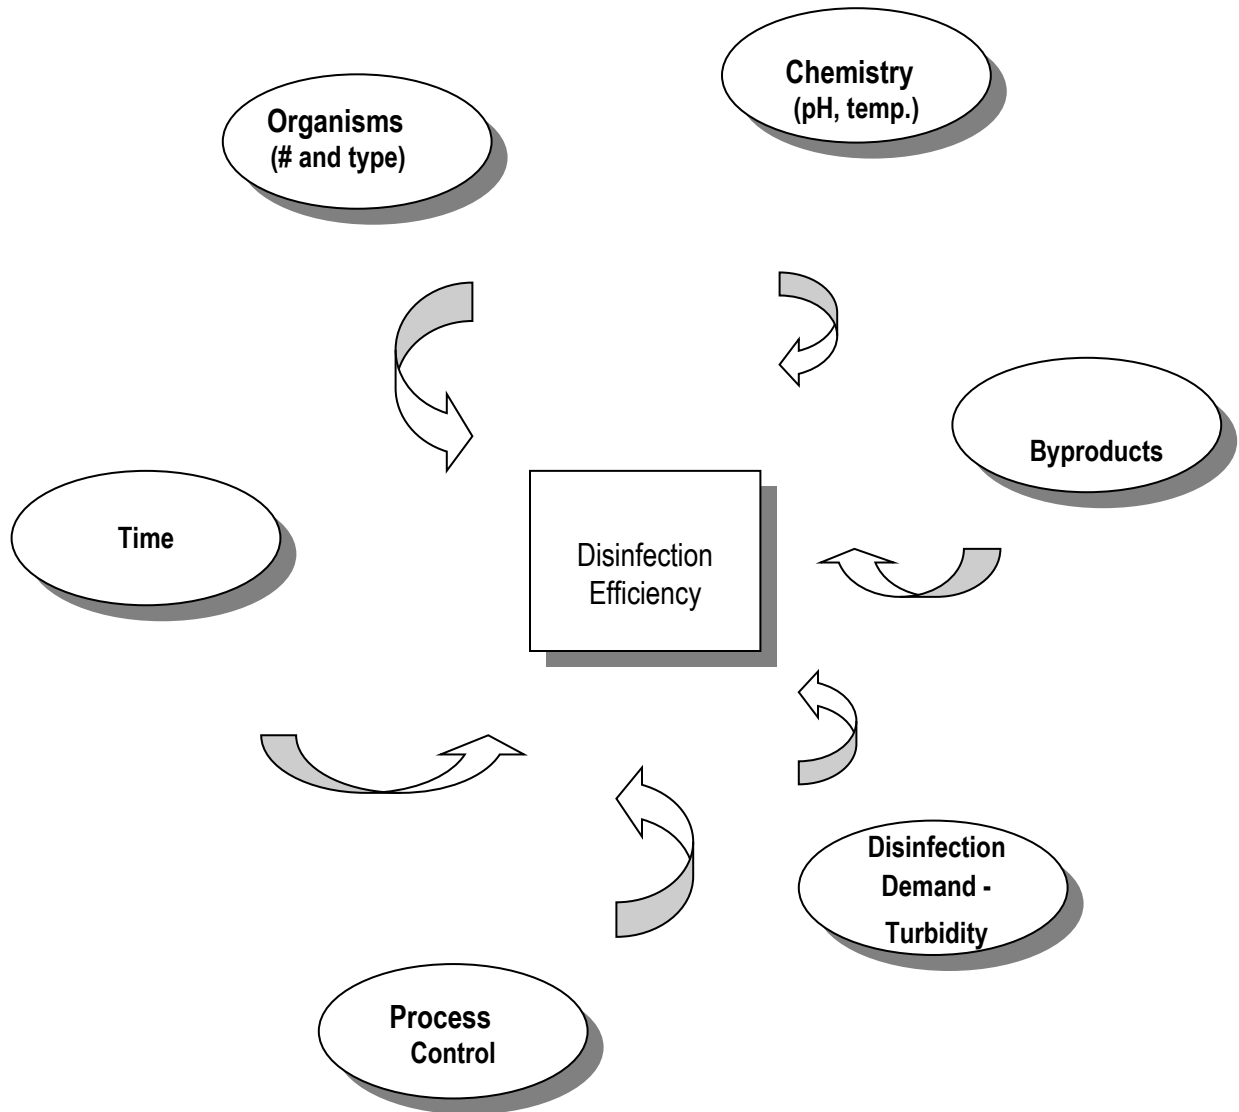 Organisms
(# and type)
Chemistry
(pH, temp.)
Byproducts
Time
Disinfection
Efficiency
Disinfection
Demand -
Turbidity
Process
Control